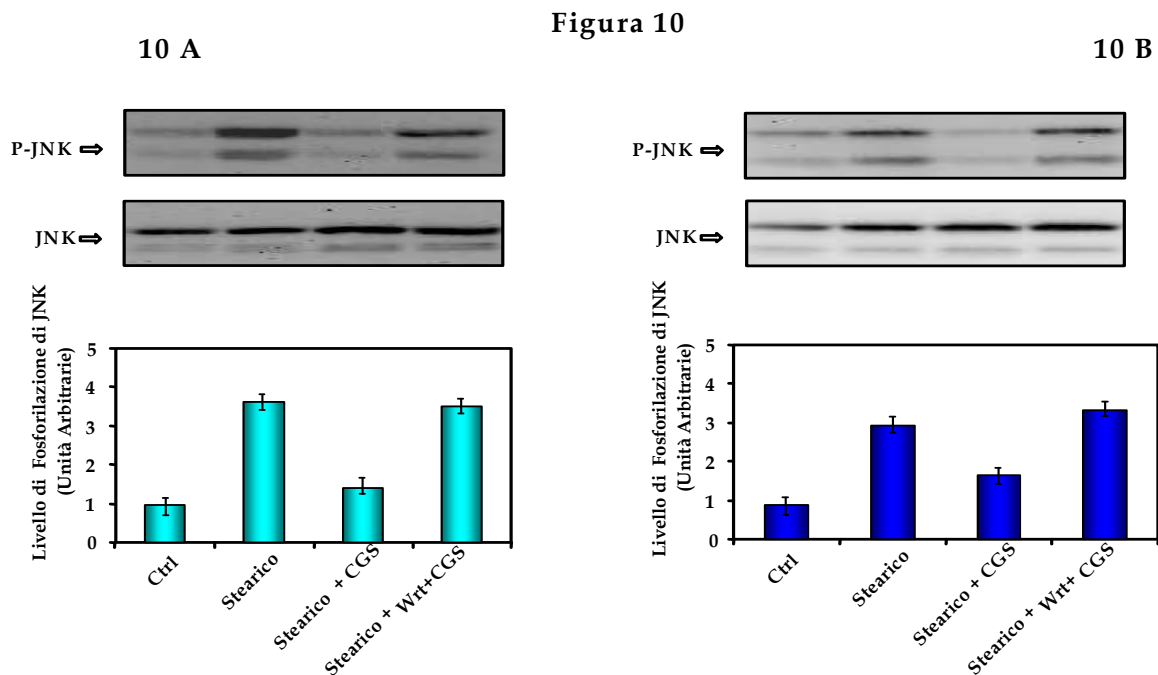 Figura 10
10 A
P-JNK ⇒
JNK ⇒
Livello di Fosforilazione di JNK
(Unità Arbitrarie)
5
4
3
2
1
0
Ctrl
Stearico
Stearico + CGS
Stearico + Wrt+CGS
10 B
P-JNK ⇒
JNK ⇒
Livello di Fosforilazione di JNK
(Unità Arbitrarie)
5
4
3
2
1
0
Ctrl
Stearico
Stearico + CGS
Stearico + Wrt+ CGS